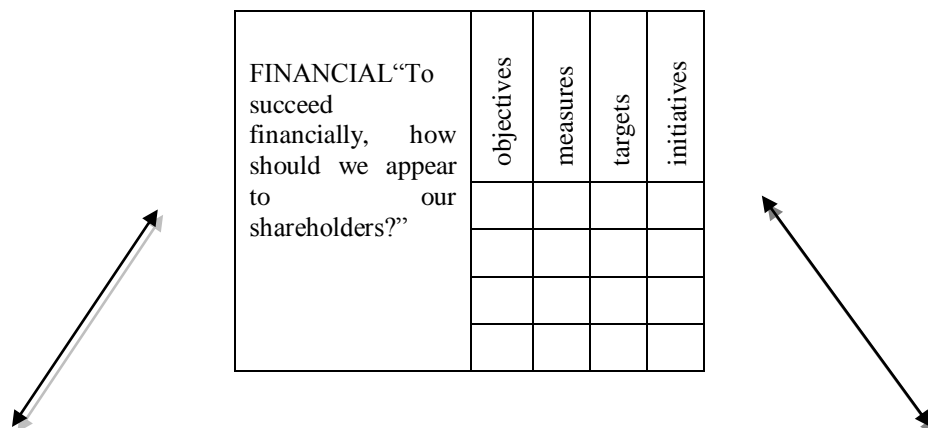 FINANCIAL“To
succeed
financially, how
should we appear
to our
shareholders?”
objectives
measures
targets
initiatives